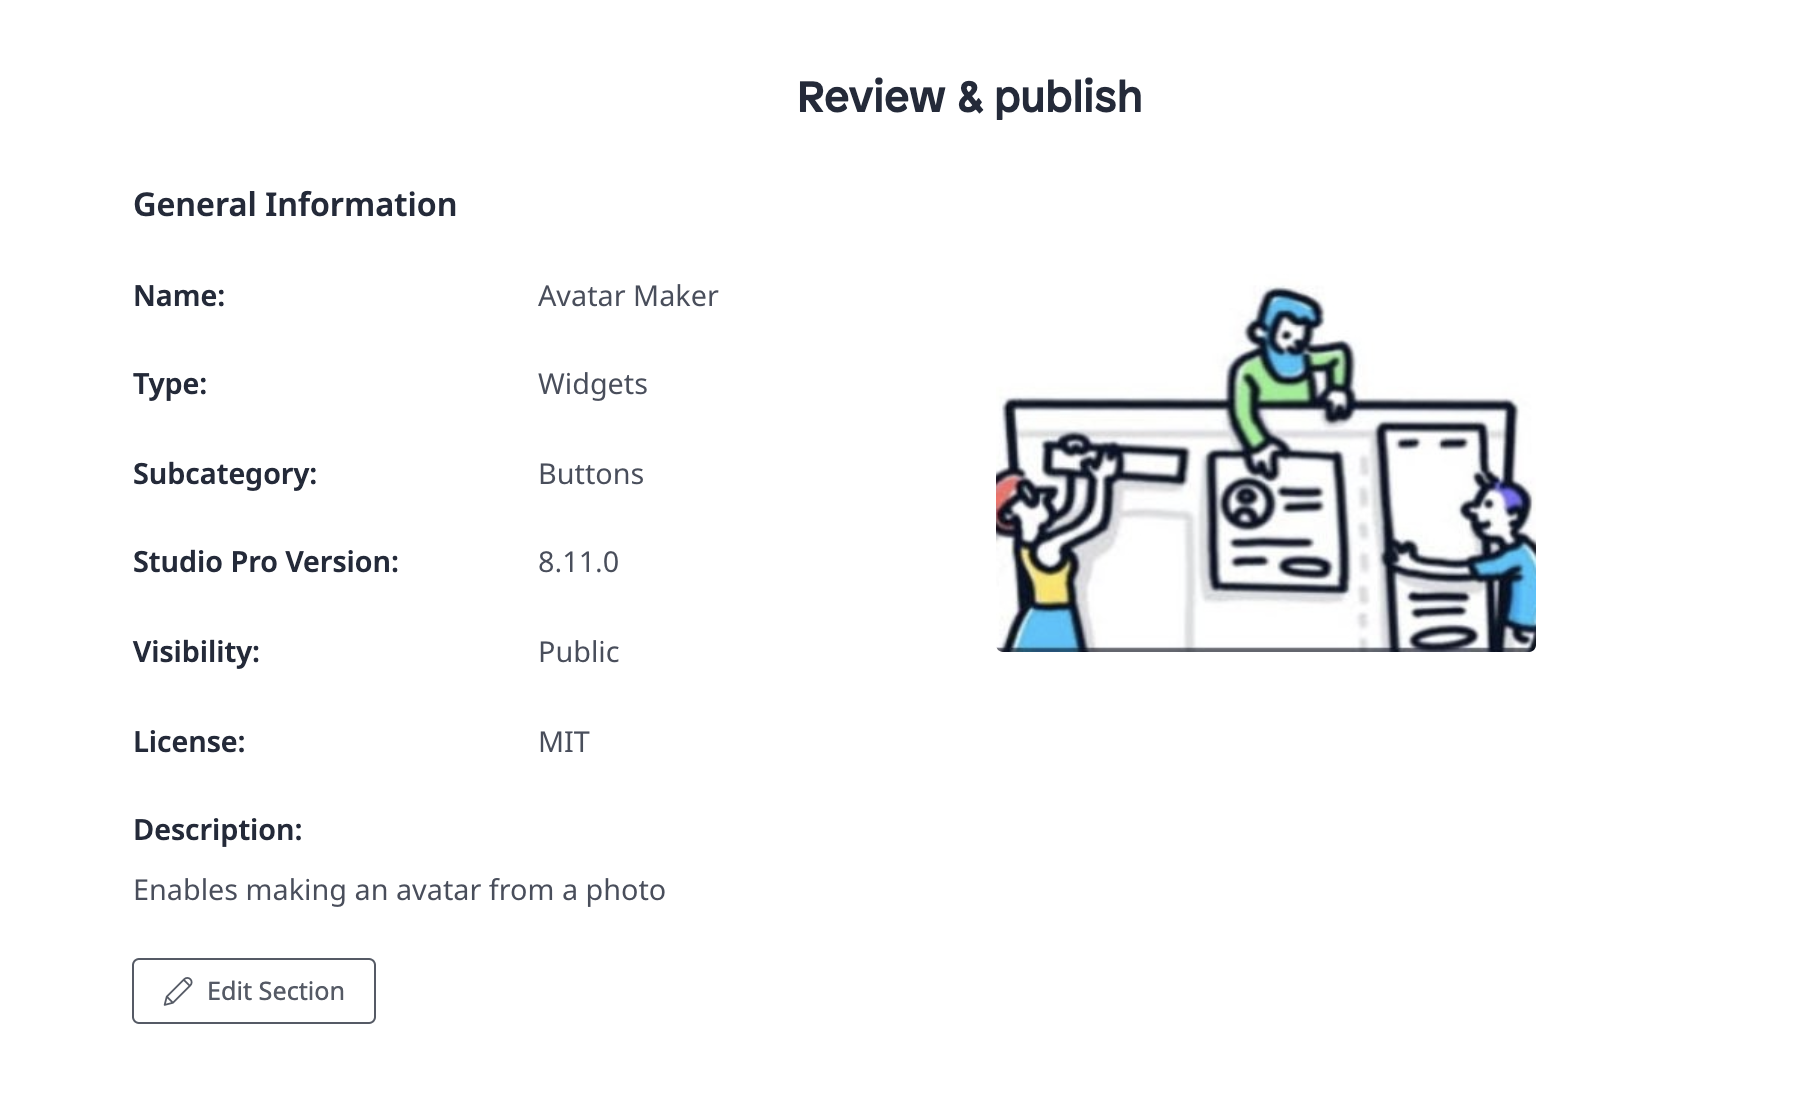 Review & publish
General Information
Name: Avatar Maker
Type: Widgets
Subcategory: Buttons
Studio Pro Version: 8.11.0
Visibility: Public
License: MIT
Description:
Enables making an avatar from a photo
Edit Section